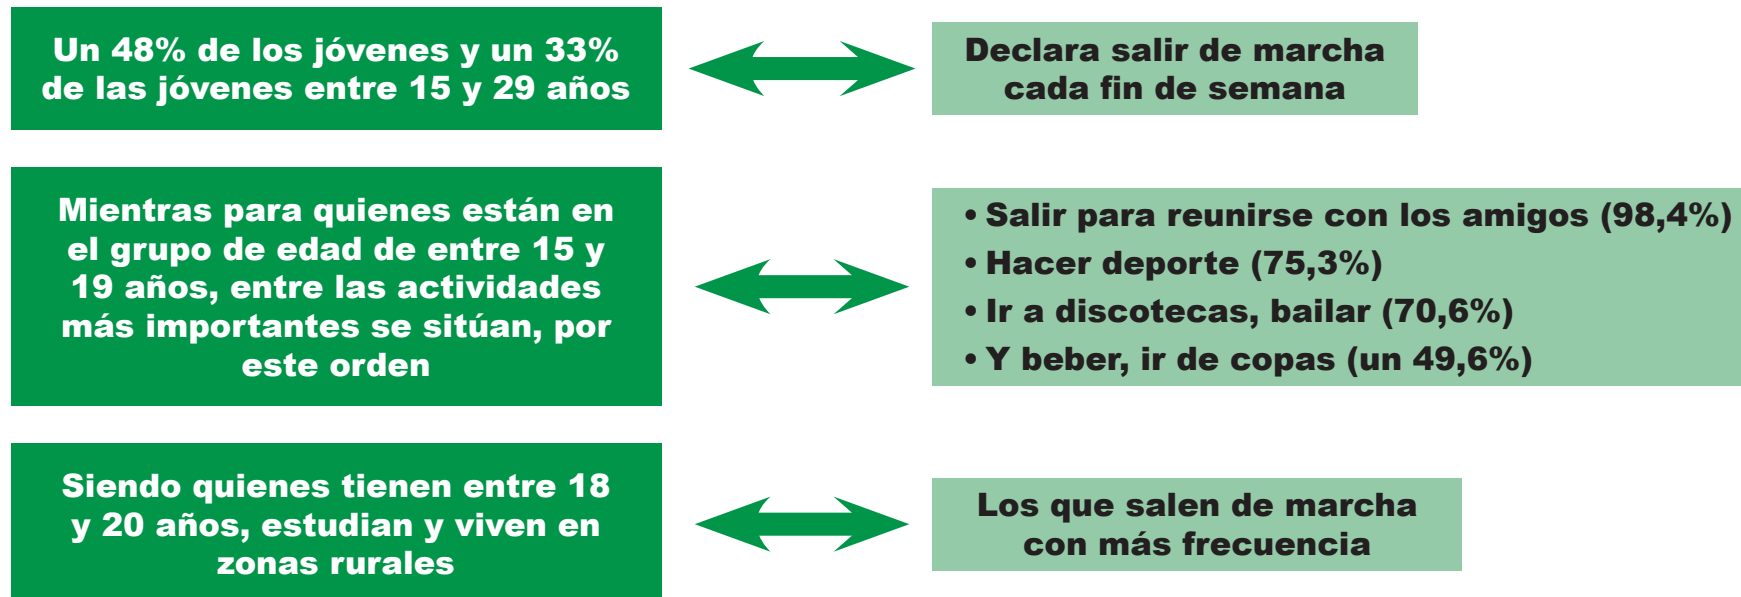 Un 48% de los jóvenes y un 33%
de las jóvenes entre 15 y 29 años
Declara salir de marcha
cada fin de semana
Mientras para quienes están en
el grupo de edad de entre 15 y
19 años, entre las actividades
más importantes se sitúan, por
este orden
• Salir para reunirse con los amigos (98,4%)
• Hacer deporte (75,3%)
• Ir a discotecas, bailar (70,6%)
• Y beber, ir de copas (un 49,6%)
Siendo quienes tienen entre 18
y 20 años, estudian y viven en
zonas rurales
Los que salen de marcha
con más frecuencia